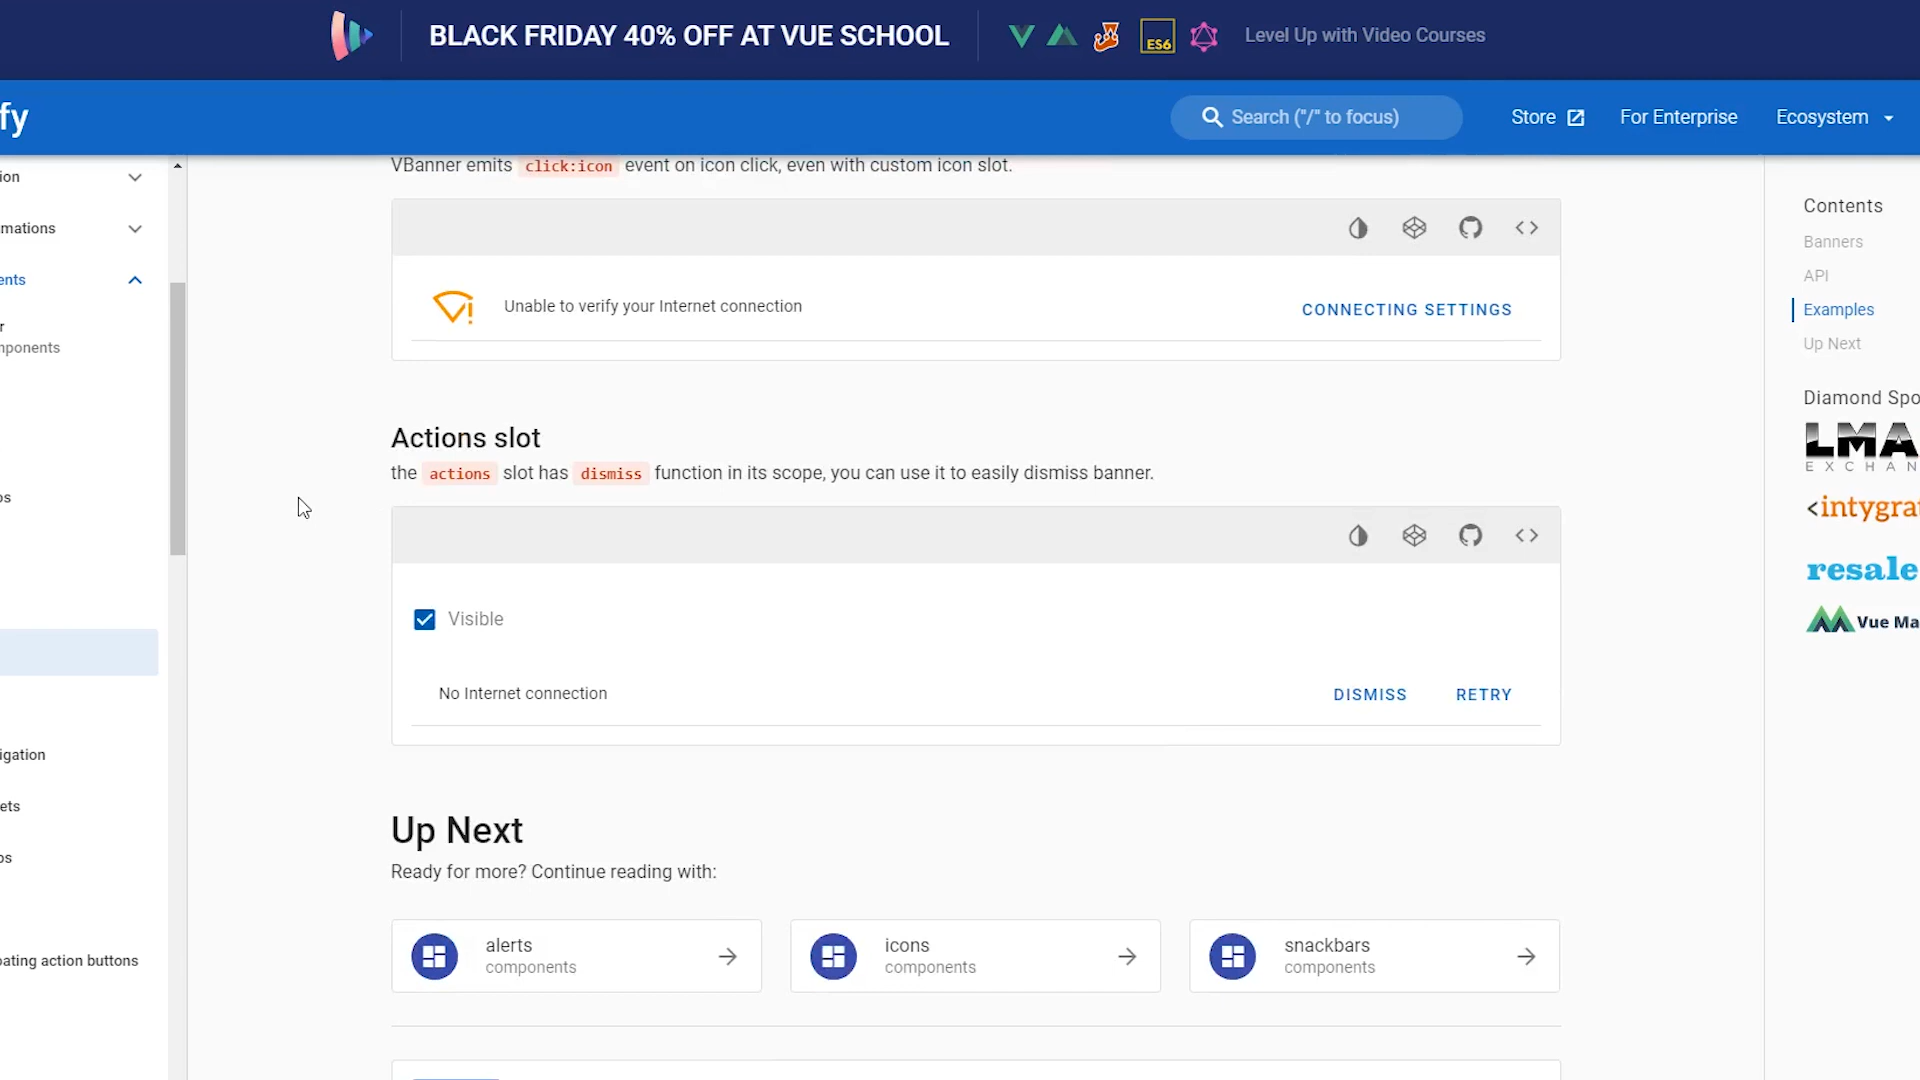 BLACK FRIDAY 40% OFF AT VUE SCHOOL
ES6
Level Up with Video Courses
fy
Search ("/" to focus)
Store
For Enterprise
Ecosystem
ion
mations
ents
r
mponents
os
igation
ets
ps
oating action buttons
VBanner emits click:icon event on icon click, even with custom icon slot.
Unable to verify your Internet connection
CONNECTING SETTINGS
Actions slot
the actions slot has dismiss function in its scope, you can use it to easily dismiss banner.
Visible
No Internet connection
DISMISS
RETRY
Up Next
Ready for more? Continue reading with:
alerts
components
icons
components
snackbars
components
Contents
Banners
API
Examples
Up Next
Diamond Spo
LMA
EXCHAN
<intygrat
resale
Vue Ma